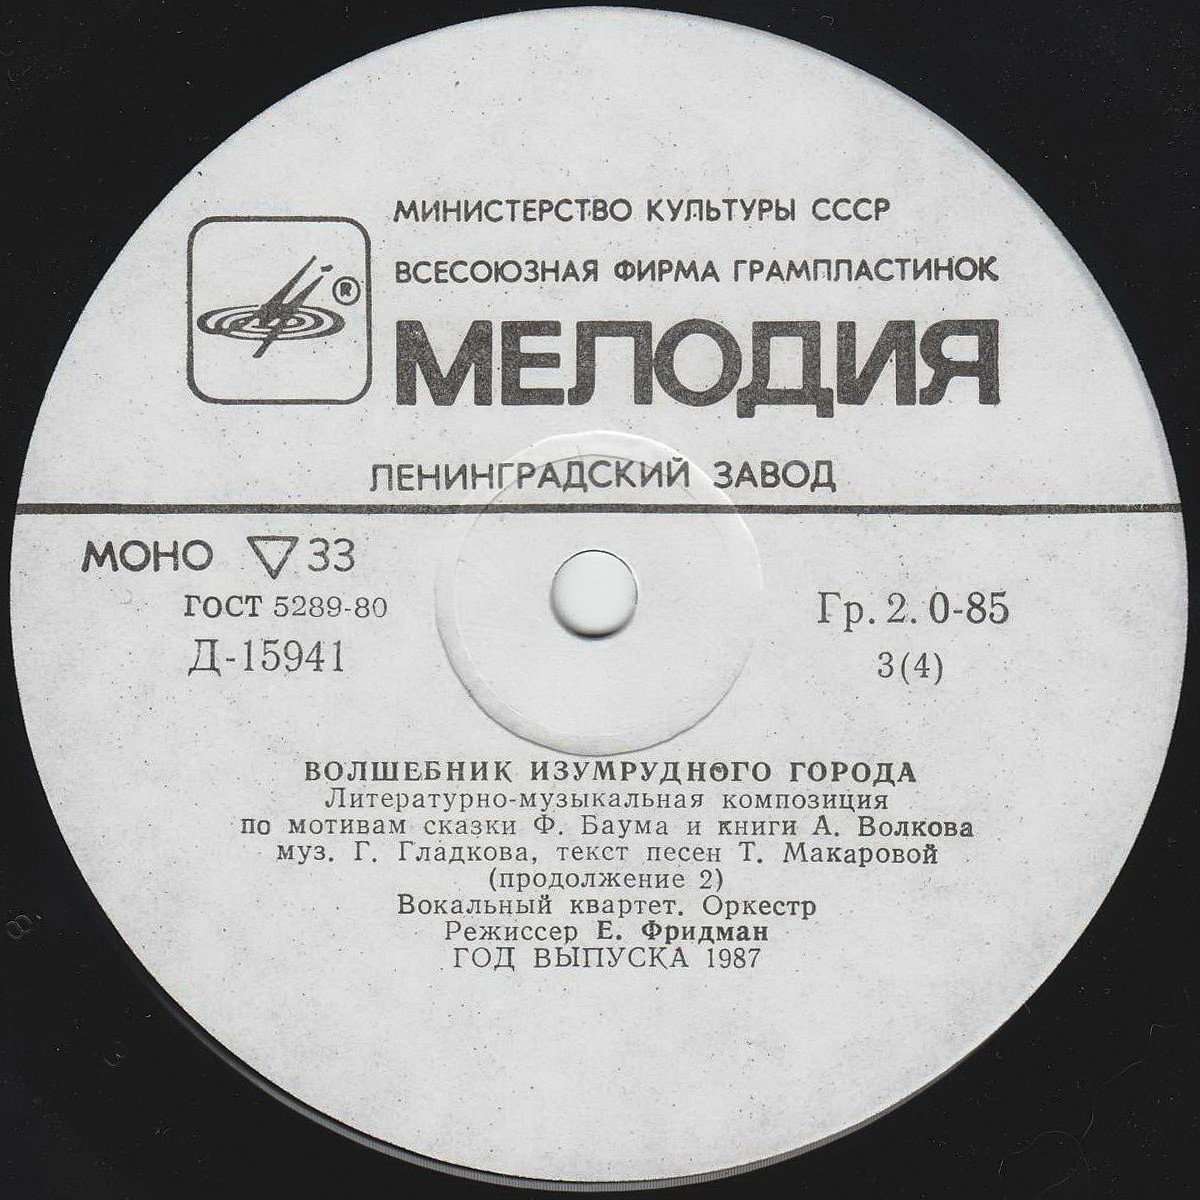 МИНИСТЕРСТВО КУЛЬТУРЫ СССР
ВСЕСОЮЗНАЯ ФИРМА ГРАМПЛАСТИНОК
®
МЕЛОДИЯ
ЛЕНИНГРАДСКИЙ ЗАВОД
МОНО ▽ 33
ГОСТ 5289-80
Гр. 2. 0-85
Д-15941
3(4)
ВОЛШЕБНИК ИЗУМРУДНОГО ГОРОДА
Литературно-музыкальная композиция
по мотивам сказки Ф. Баума и книги А. Волкова
муз. Г. Гладкова, текст песен Т. Макаровой
(продолжение 2)
Вокальный квартет. Оркестр
Режиссер Е. Фридман
ГОД ВЫПУСКА 1987